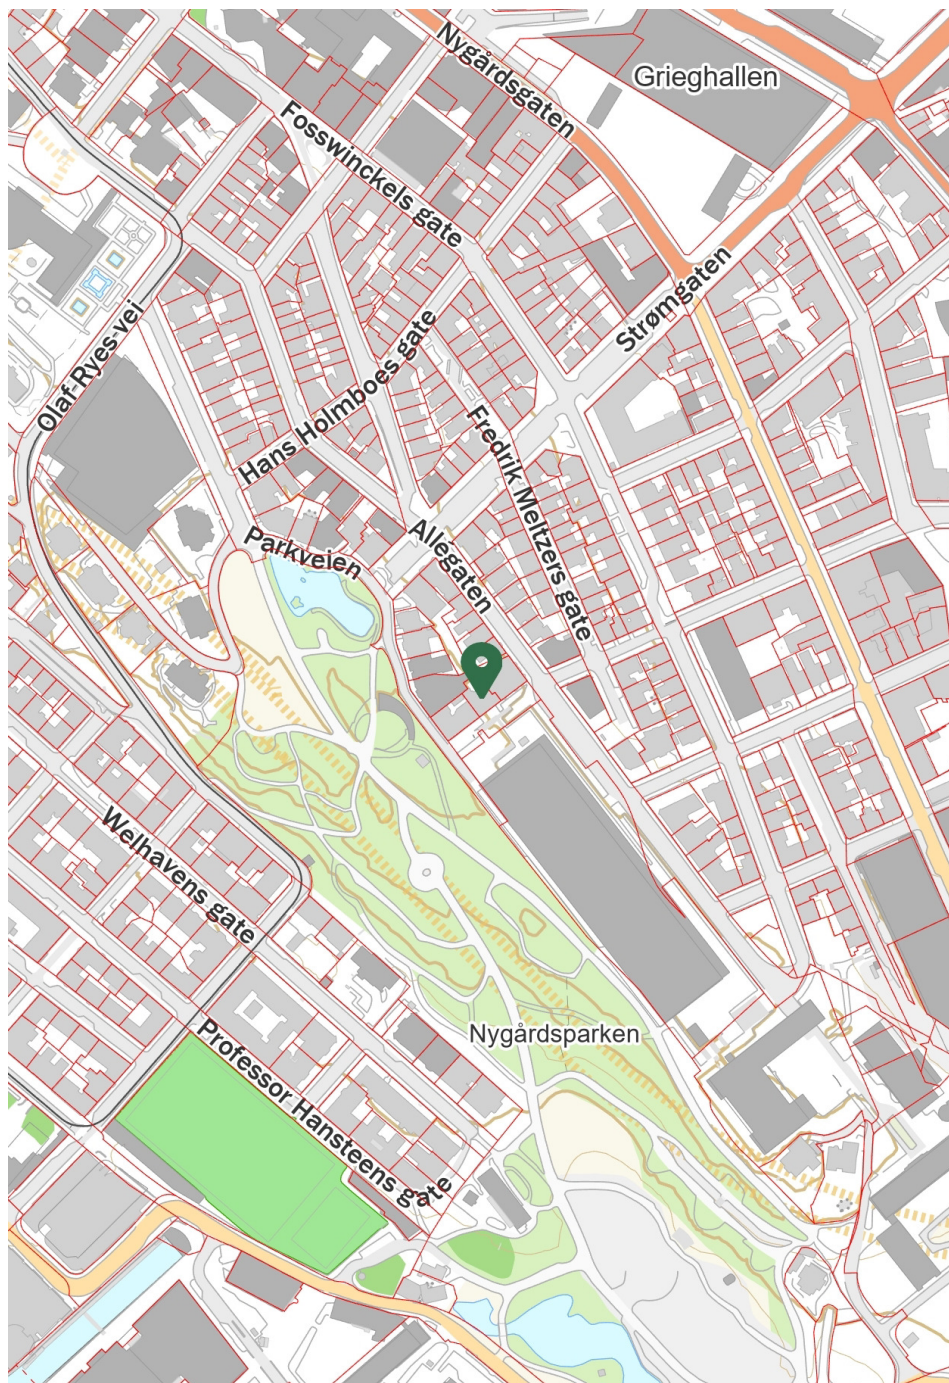 Nygårdsgaten
Grieghallen
Fosswinckels gate
Strømgaten
Olaf-Ryes-vei
Hans Holmboes gate
Fredrik Meltzers gate
Parkveien
Allégaten
Welhavens gate
Nygårdsparken
Professor Hansteens gate